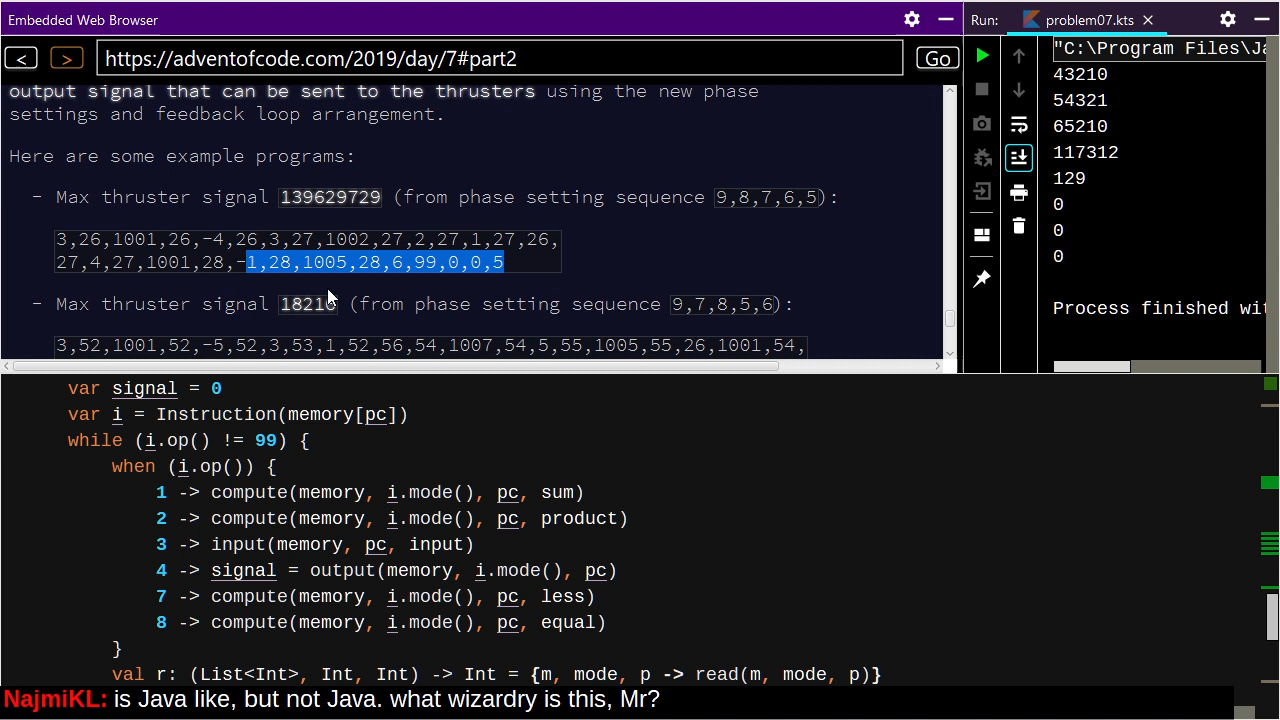 Embedded Web Browser
Run: problem07.kts
< > https://adventofcode.com/2019/day/7#part2 Go
output signal that can be sent to the thrusters using the new phase
settings and feedback loop arrangement.
Here are some example programs:
- Max thruster signal 139629729 (from phase setting sequence 9,8,7,6,5):
3,26,1001,26,-4,26,3,27,1002,27,2,27,1,27,26,
27,4,27,1001,28,-1,28,1005,28,6,99,0,0,5
- Max thruster signal 18216 (from phase setting sequence 9,7,8,5,6):
3,52,1001,52,-5,52,3,53,1,52,56,54,1007,54,5,55,1005,55,26,1001,54,
"C:\Program Files\Ja
43210
54321
65210
117312
129
0
0
0
Process finished wit
var signal = 0
var i = Instruction(memory[pc])
while (i.op() != 99) {
when (i.op()) {
1 -> compute(memory, i.mode(), pc, sum)
2 -> compute(memory, i.mode(), pc, product)
3 -> input(memory, pc, input)
4 -> signal = output(memory, i.mode(), pc)
7 -> compute(memory, i.mode(), pc, less)
8 -> compute(memory, i.mode(), pc, equal)
}
val r: (List<Int>, Int, Int) -> Int = {m, mode, p -> read(m, mode, p)}
NajmiKL: is Java like, but not Java. what wizardry is this, Mr?